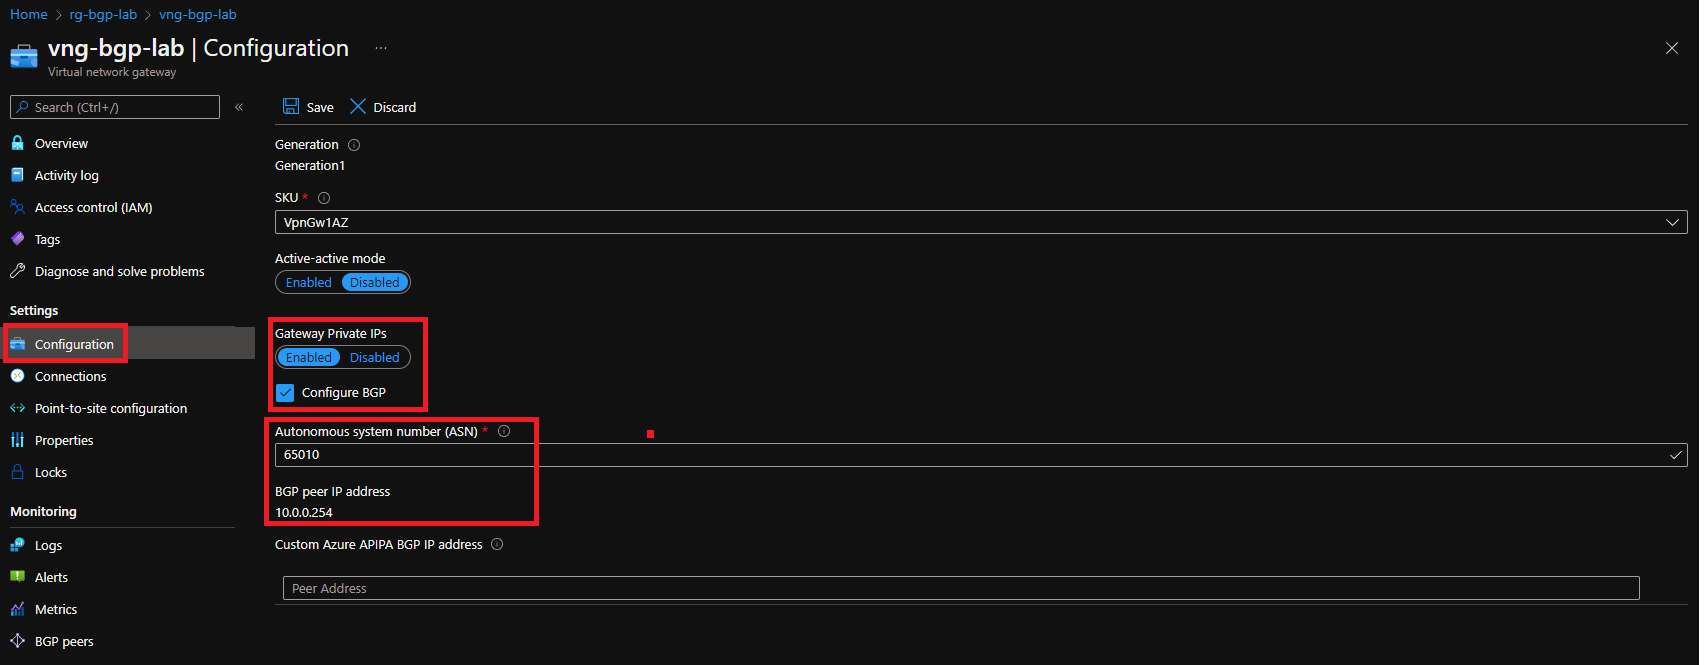 Home > rg-bgp-lab > vng-bgp-lab
vng-bgp-lab | Configuration ...
Virtual network gateway
Search (Ctrl+/)
«
Overview
Activity log
Access control (IAM)
Tags
Diagnose and solve problems
Settings
Configuration
Connections
Point-to-site configuration
Properties
Locks
Monitoring
Logs
Alerts
Metrics
BGP peers
Save Discard
Generation
Generation1
SKU *
VpnGw1AZ
Active-active mode
Enabled Disabled
Gateway Private IPs
Enabled Disabled
Configure BGP
Autonomous system number (ASN) *
65010
BGP peer IP address
10.0.0.254
Custom Azure APIPA BGP IP address
Peer Address